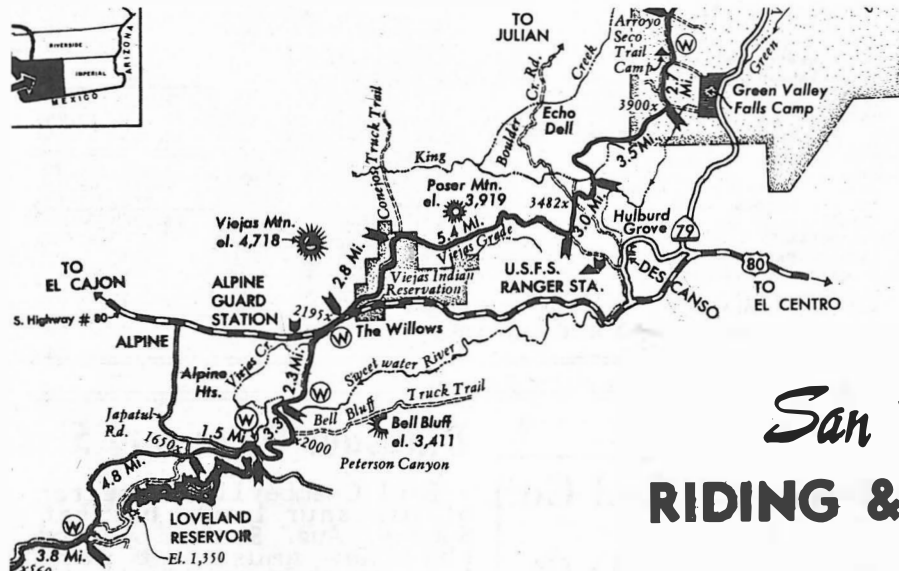 RIVERSIDE
ARIZONA
IMPERIAL
MEXICO
TO
JULIAN
Arroyo
Seco
Trail
Camp
W
2.7
Mi.
Green
Green Valley
Falls Camp
3900x
3.5 Mi.
Creek
Boulder Cr. Rd.
Echo
Dell
King
Conejos Truck Trail
Poser Mtn.
el. 3,919
3482x
3.0 Mi.
Hulburd
Grove
79
Viejas Mtn.
el. 4,718
5.4 Mi.
Viejas Grade
2.8 Mi.
Viejas Indian
Reservation
U.S.F.S.
RANGER STA.
DESCANSO
80
TO
EL CENTRO
TO
EL CAJON
ALPINE
GUARD
STATION
2195x
S. Highway # 80
ALPINE
W
The Willows
Viejas Cr.
Alpine
Hts.
2.3 Mi.
Sweet water River
W
Bell Bluff Truck Trail
Bell Bluff
el. 3,411
Japatul
Rd.
W
1.5 Mi.
3.3
x2000
Peterson Canyon
1650x
4.8 Mi.
LOVELAND
RESERVOIR
El. 1,350
W
3.8 Mi.
x560
San
RIDING &